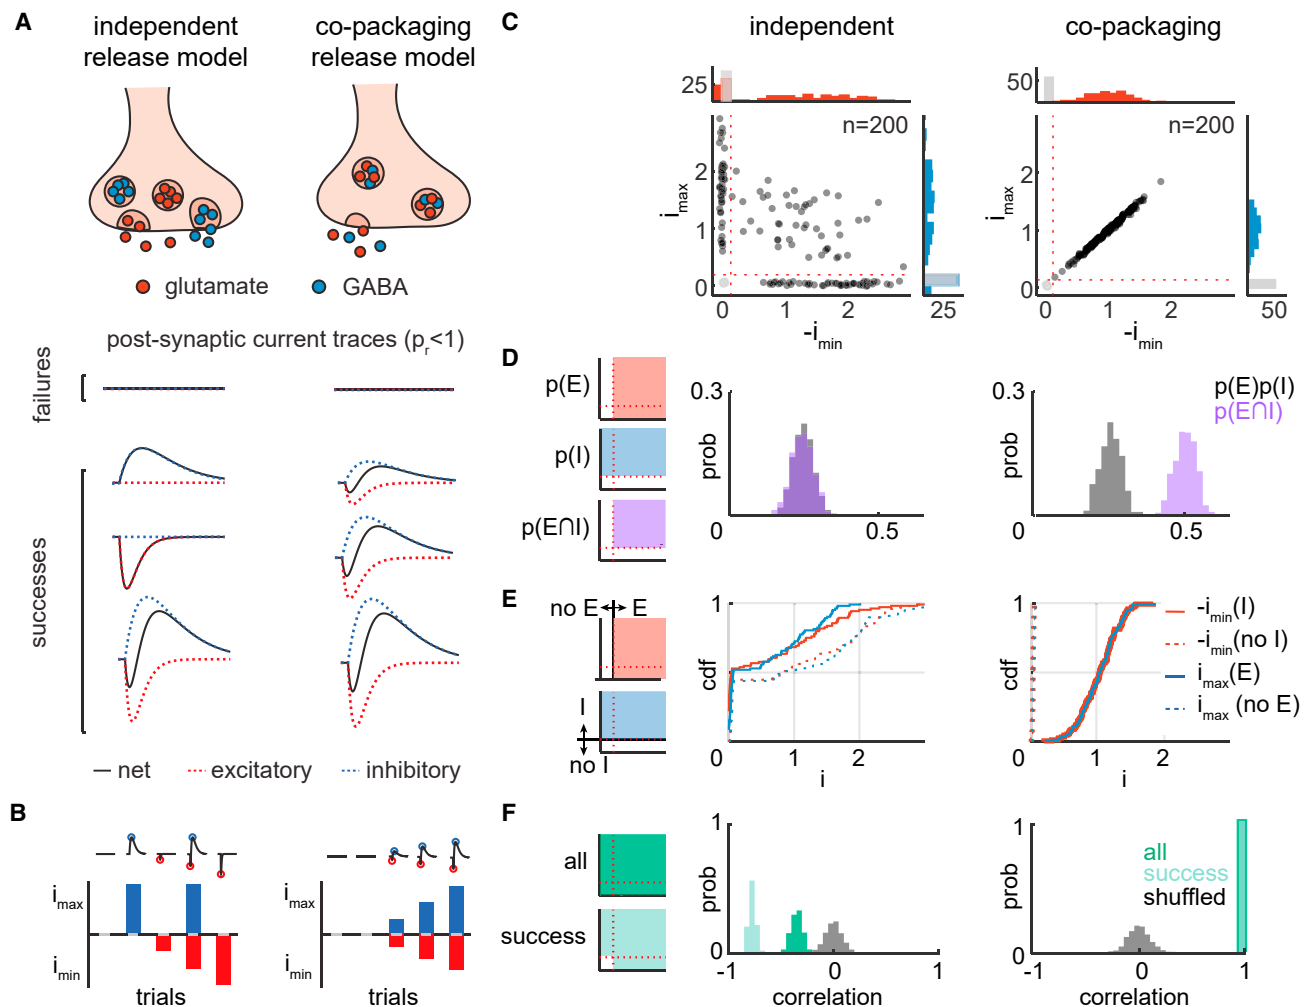 A
independent
release model
co-packaging
release model
glutamate
GABA
post-synaptic current traces (pr<1)
failures
successes
net
excitatory
inhibitory
B
imax
imin
trials
imax
imin
trials
C
independent
co-packaging
25
n=200
imax
2
1
0
0
1
2
-imin
25
50
n=200
imax
2
1
0
0
1
2
-imin
50
D
p(E)
p(I)
p(E∩I)
0.3
prob
0
0.5
0.3
prob
0
0.5
p(E)p(I)
p(E∩I)
E
no E
E
I
no I
1
cdf
0
1
2
i
1
cdf
0
1
2
i
-imin(I)
-imin(no I)
imax(E)
imax (no E)
F
all
success
1
prob
0
-1
0
1
correlation
1
prob
0
-1
0
1
correlation
all
success
shuffled